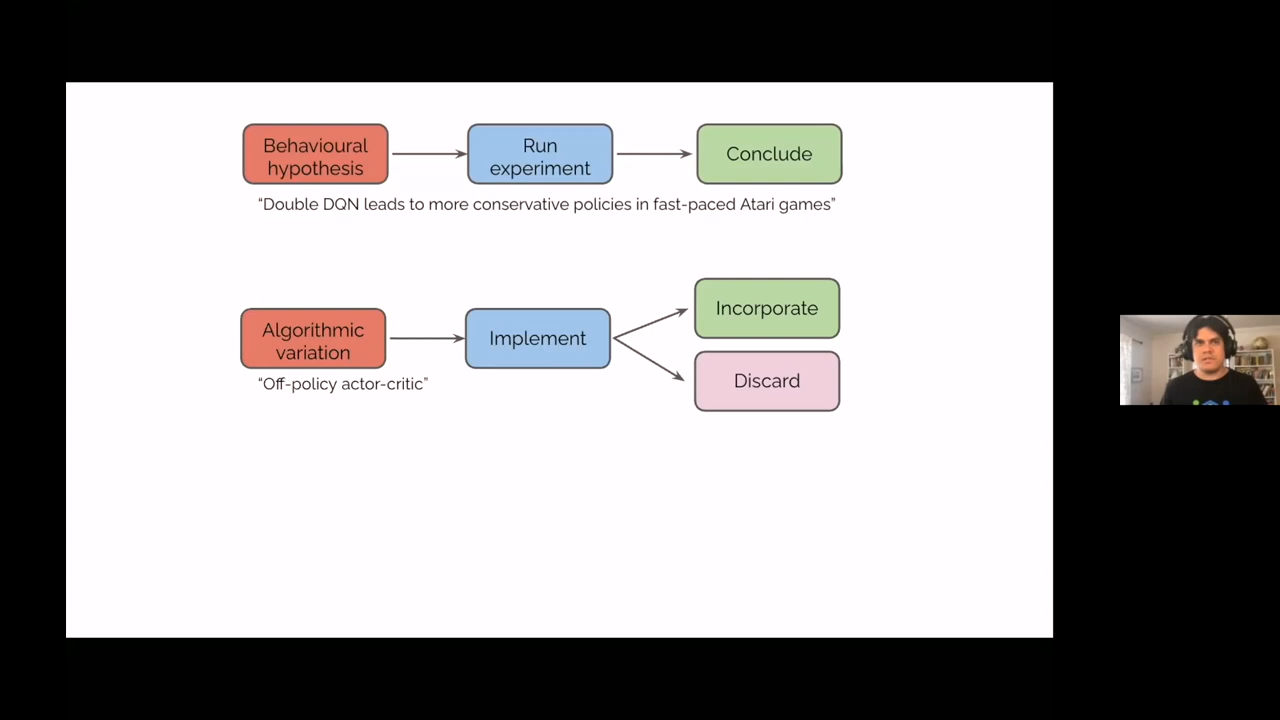 Behavioural
hypothesis
Run
experiment
Conclude
“Double DQN leads to more conservative policies in fast-paced Atari games”
Algorithmic
variation
Implement
Incorporate
Discard
“Off-policy actor-critic”